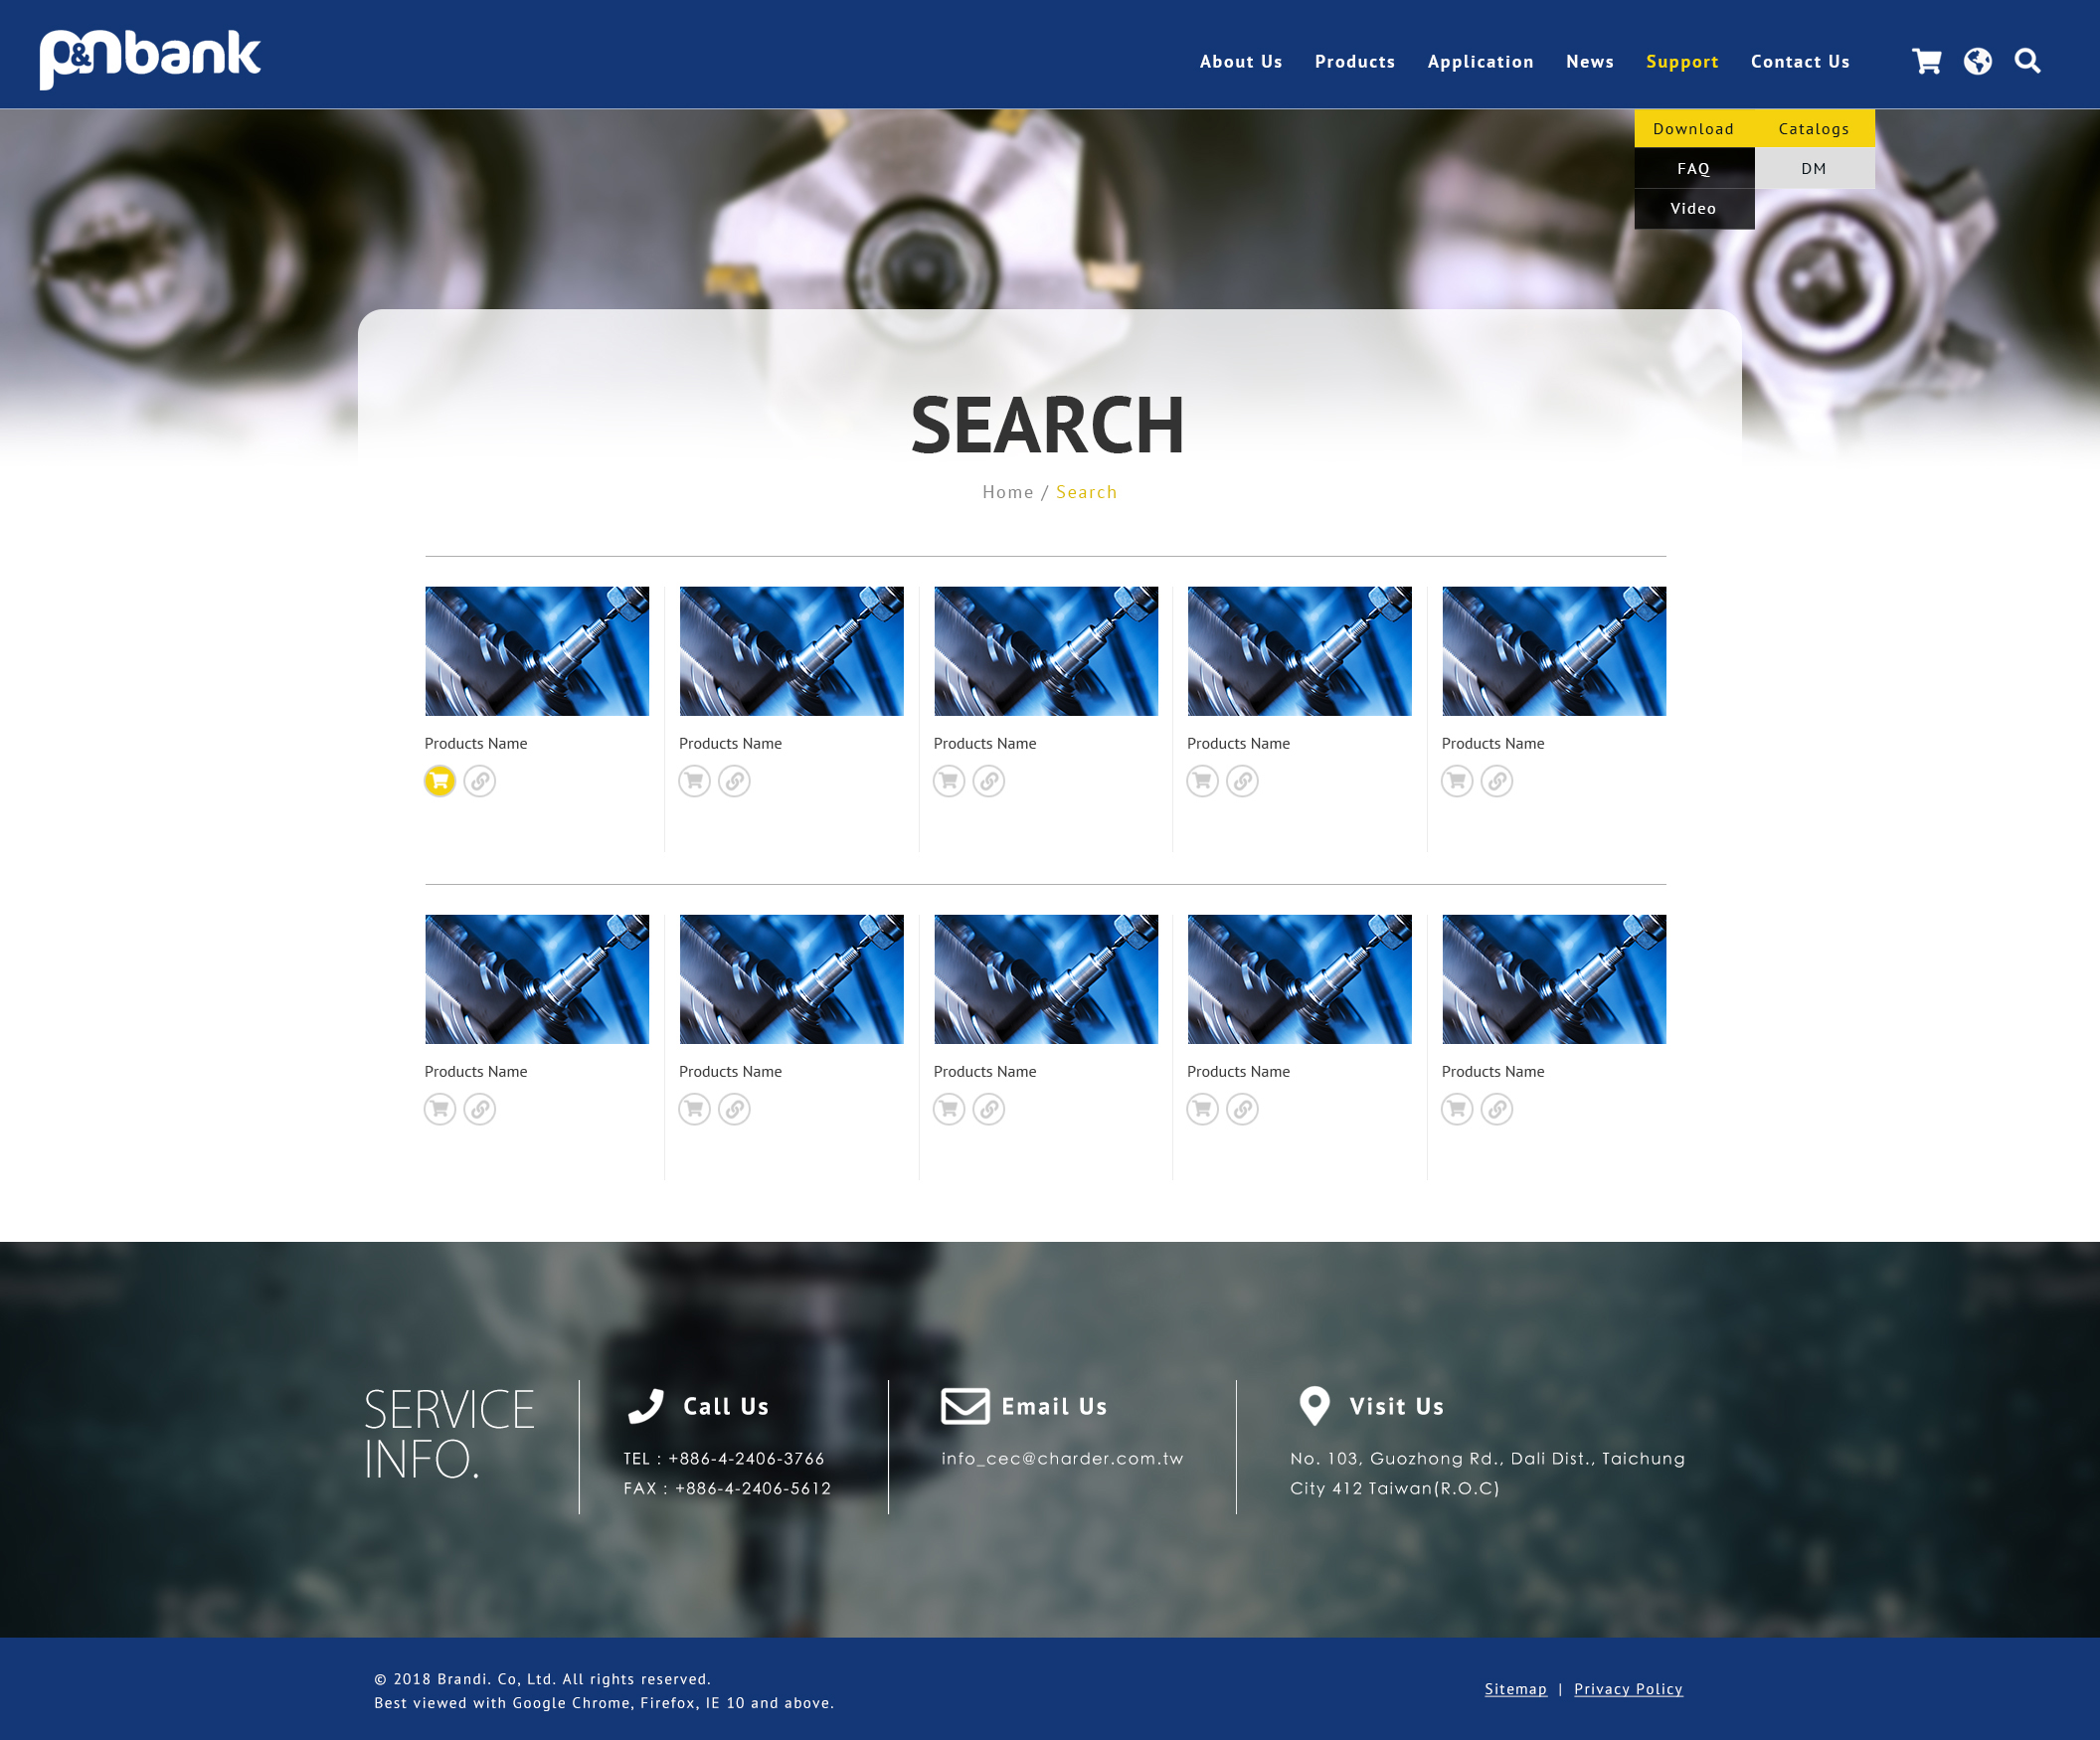 p&nbank
About Us Products Application News Support Contact Us
Download Catalogs
FAQ DM
Video
SEARCH
Home / Search
Products Name Products Name Products Name Products Name Products Name
Products Name Products Name Products Name Products Name Products Name
SERVICE
INFO.
Call Us
TEL : +886-4-2406-3766
FAX : +886-4-2406-5612
Email Us
info_cec@charder.com.tw
Visit Us
No. 103, Guozhong Rd., Dali Dist., Taichung
City 412 Taiwan(R.O.C)
© 2018 Brandi. Co, Ltd. All rights reserved.
Best viewed with Google Chrome, Firefox, IE 10 and above.
Sitemap | Privacy Policy